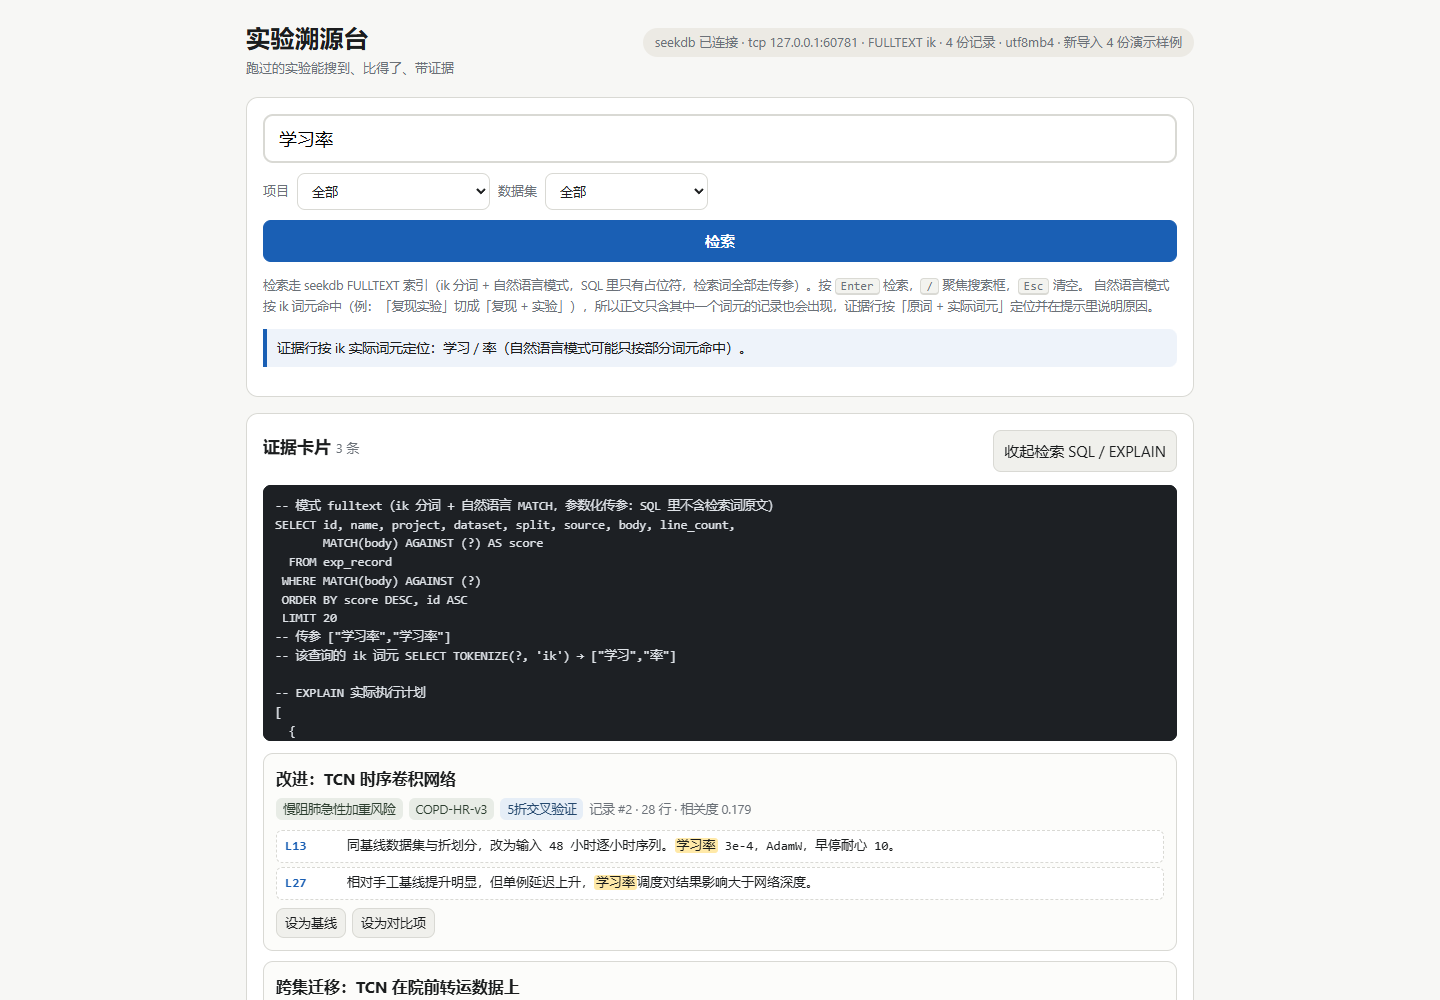 实验溯源台
seekdb 已连接 · tcp 127.0.0.1:60781 · FULLTEXT ik · 4 份记录 · utf8mb4 · 新导入 4 份演示样例
跑过的实验能搜到、比得了、带证据
学习率
项目 全部 数据集 全部
检索
检索走 seekdb FULLTEXT 索引（ik 分词 + 自然语言模式，SQL 里只有占位符，检索词全部走传参）。按 Enter 检索， / 聚焦搜索框， Esc 清空。 自然语言模式
按 ik 词元命中（例：「复现实验」切成「复现 + 实验」），所以正文只含其中一个词元的记录也会出现，证据行按「原词 + 实际词元」定位并在提示里说明原因。
证据行按 ik 实际词元定位：学习 / 率（自然语言模式可能只按部分词元命中）。
证据卡片 3 条
收起检索 SQL / EXPLAIN
-- 模式 fulltext（ik 分词 + 自然语言 MATCH，参数化传参：SQL 里不含检索词原文）
SELECT id, name, project, dataset, split, source, body, line_count,
MATCH(body) AGAINST (?) AS score
FROM exp_record
WHERE MATCH(body) AGAINST (?)
ORDER BY score DESC, id ASC
LIMIT 20
-- 传参 ["学习率","学习率"]
-- 该查询的 ik 词元 SELECT TOKENIZE(?, 'ik') → ["学习","率"]
-- EXPLAIN 实际执行计划
[
{
改进：TCN 时序卷积网络
慢阻肺急性加重风险 COPD-HR-v3 5折交叉验证 记录 #2 · 28 行 · 相关度 0.179
L13 同基线数据集与折划分，改为输入 48 小时逐小时序列。学习率 3e-4，AdamW，早停耐心 10。
L27 相对手工基线提升明显，但单例延迟上升，学习率调度对结果影响大于网络深度。
设为基线 设为对比项
跨集迁移：TCN 在院前转运数据上